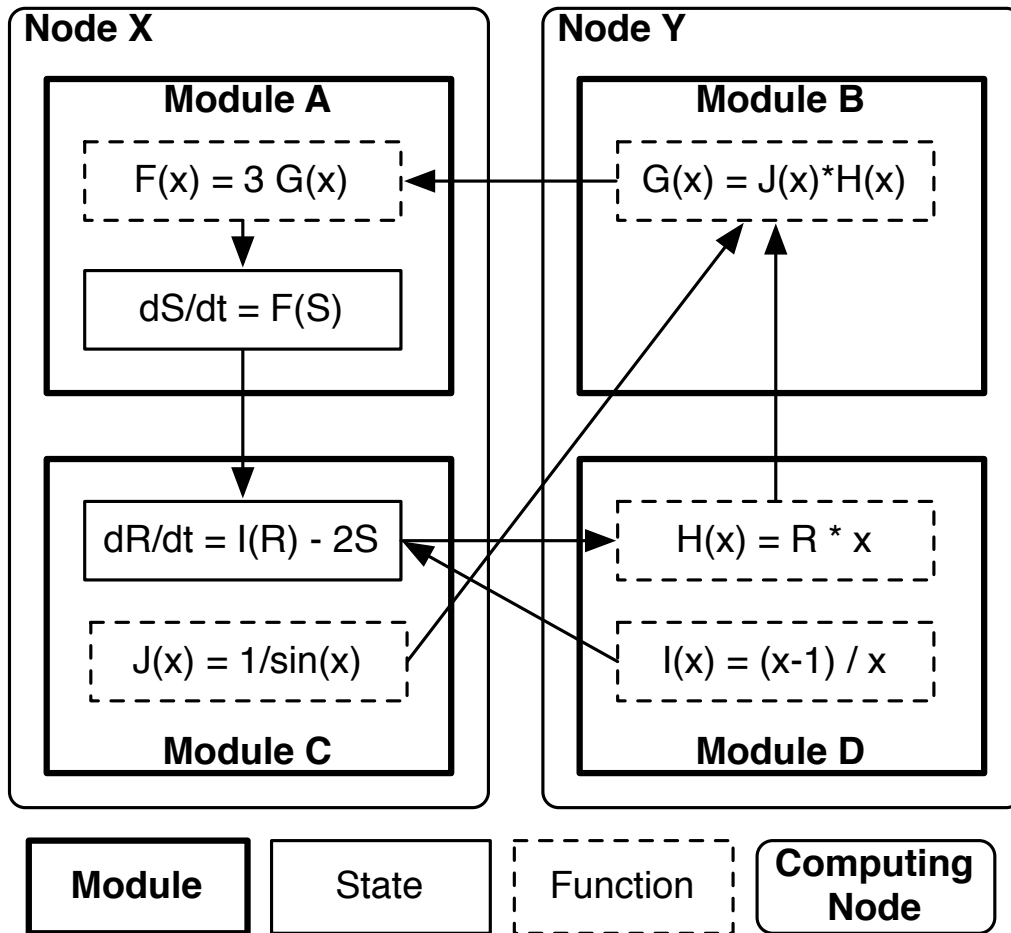 Node X
Module A
F(x) = 3 G(x)
dS/dt = F(S)
dR/dt = I(R) - 2S
J(x) = 1/sin(x)
Module C
Node Y
Module B
G(x) = J(x)*H(x)
H(x) = R * x
I(x) = (x-1) / x
Module D
Module
State
Function
Computing
Node